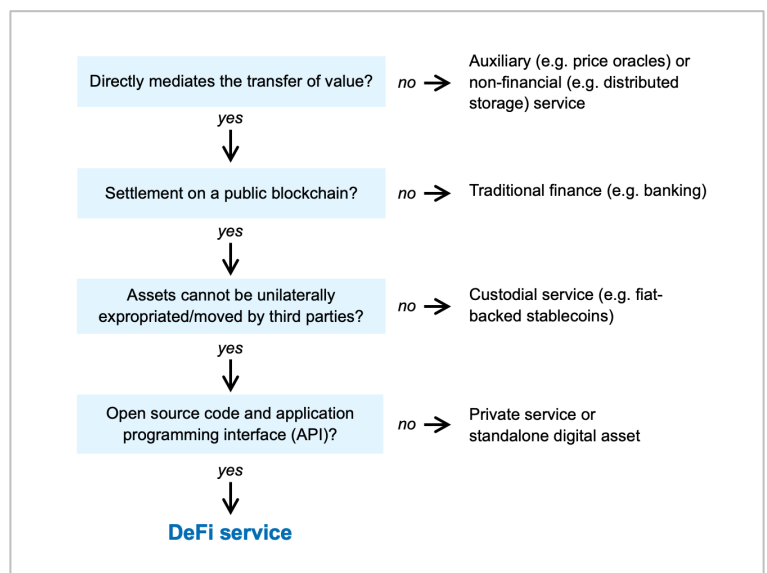 Directly mediates the transfer of value?
no
Auxiliary (e.g. price oracles) or
non-financial (e.g. distributed
storage) service
yes
Settlement on a public blockchain?
no
Traditional finance (e.g. banking)
yes
Assets cannot be unilaterally
expropriated/moved by third parties?
no
Custodial service (e.g. fiat-
backed stablecoins)
yes
Open source code and application
programming interface (API)?
no
Private service or
standalone digital asset
yes
DeFi service